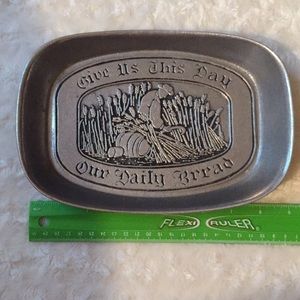 Give Us This Day
Our Daily Bread
FLEXI RULER